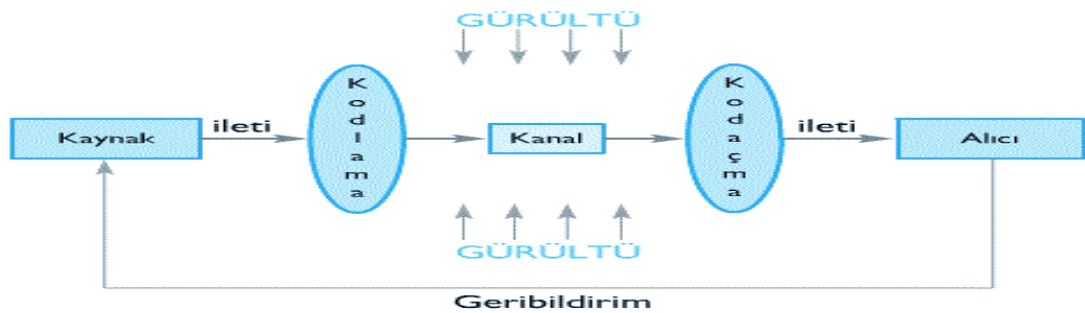 GÜRÜLTÜ
Kaynak
ileti
Kodlama
Kanal
Kodaçma
ileti
Alıcı
GÜRÜLTÜ
Geribildirim